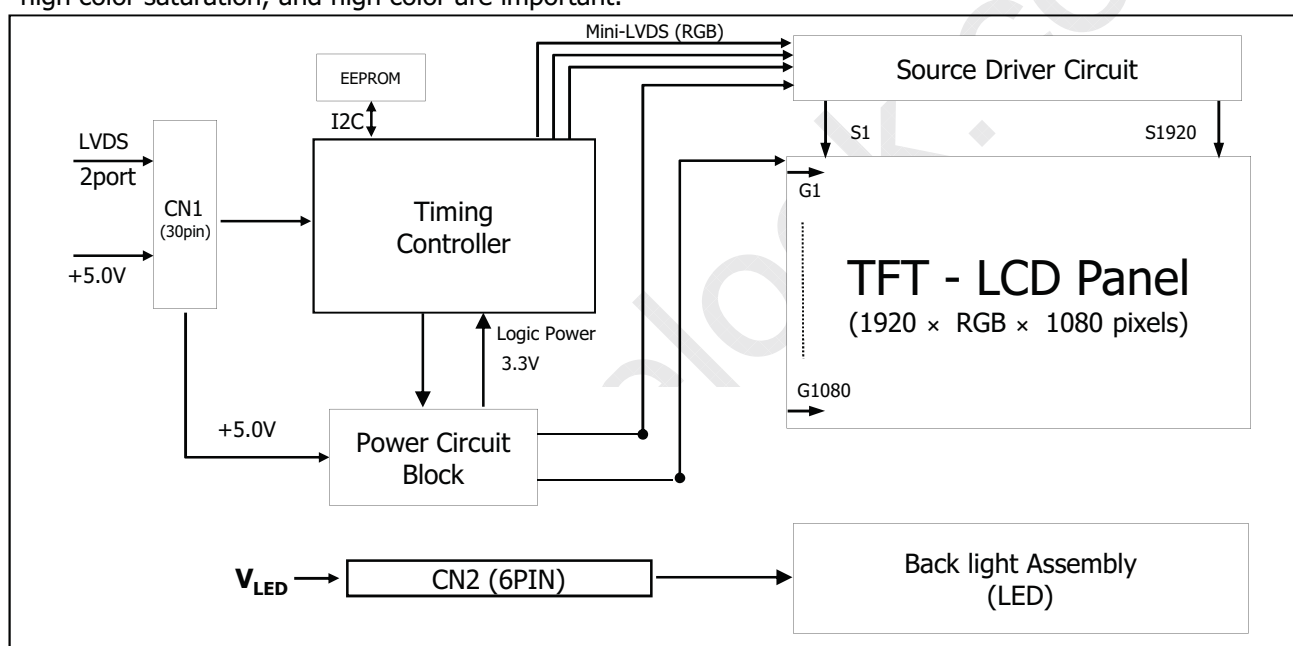 high color saturation, and high color are important.
Mini-LVDS (RGB)
EEPROM
Source Driver Circuit
I2C
LVDS
2port
S1
S1920
CN1
(30pin)
G1
Timing
Controller
+5.0V
TFT - LCD Panel
(1920 × RGB × 1080 pixels)
Logic Power
3.3V
G1080
+5.0V
Power Circuit
Block
Back light Assembly
(LED)
VLED
CN2 (6PIN)